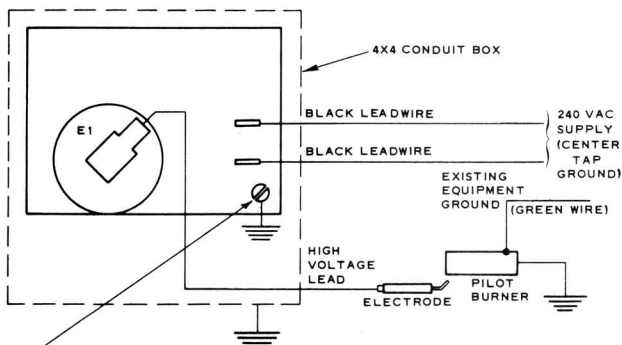 4X4 CONDUIT BOX
E1
BLACK LEADWIRE
BLACK LEADWIRE
240 VAC
SUPPLY
(CENTER
TAP
GROUND)
EXISTING
EQUIPMENT
GROUND
(GREEN WIRE)
HIGH
VOLTAGE
LEAD
ELECTRODE
PILOT
BURNER